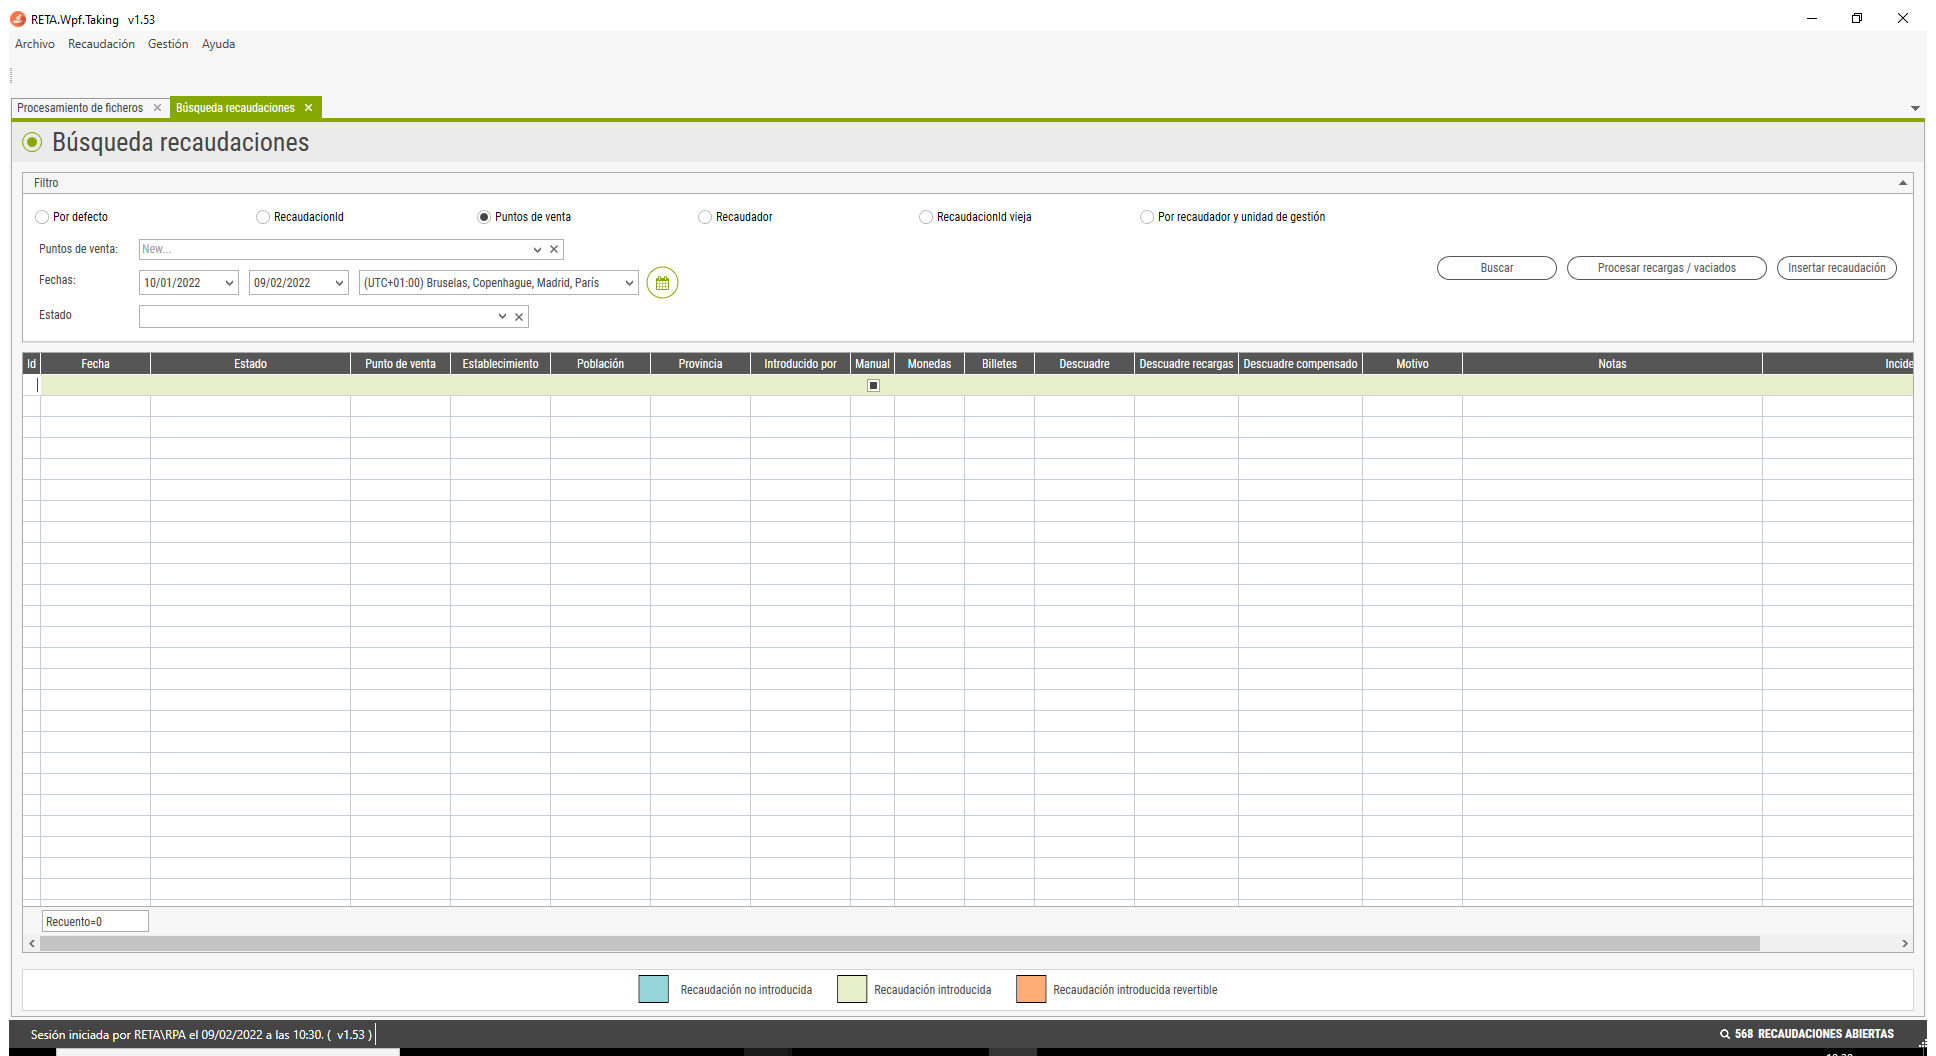 RETA.Wpf.Taking v1.53
Archivo Recaudación Gestión Ayuda
Procesamiento de ficheros Búsqueda recaudaciones
Búsqueda recaudaciones
Filtro
Por defecto RecaudacionId Puntos de venta Recaudador RecaudacionId vieja Por recaudador y unidad de gestión
Puntos de venta: New...
Fechas: 10/01/2022 09/02/2022 (UTC+01:00) Bruselas, Copenhague, Madrid, París
Buscar Procesar recargas / vaciados Insertar recaudación
Estado
Id Fecha Estado Punto de venta Establecimiento Población Provincia Introducido por Manual Monedas Billetes Descuadre Descuadre recargas Descuadre compensado Motivo Notas Incide
Recuento=0
Recaudación no introducida Recaudación introducida Recaudación introducida revertible
Sesión iniciada por RETA\RPA el 09/02/2022 a las 10:30. ( v1.53 ) 568 RECAUDACIONES ABIERTAS